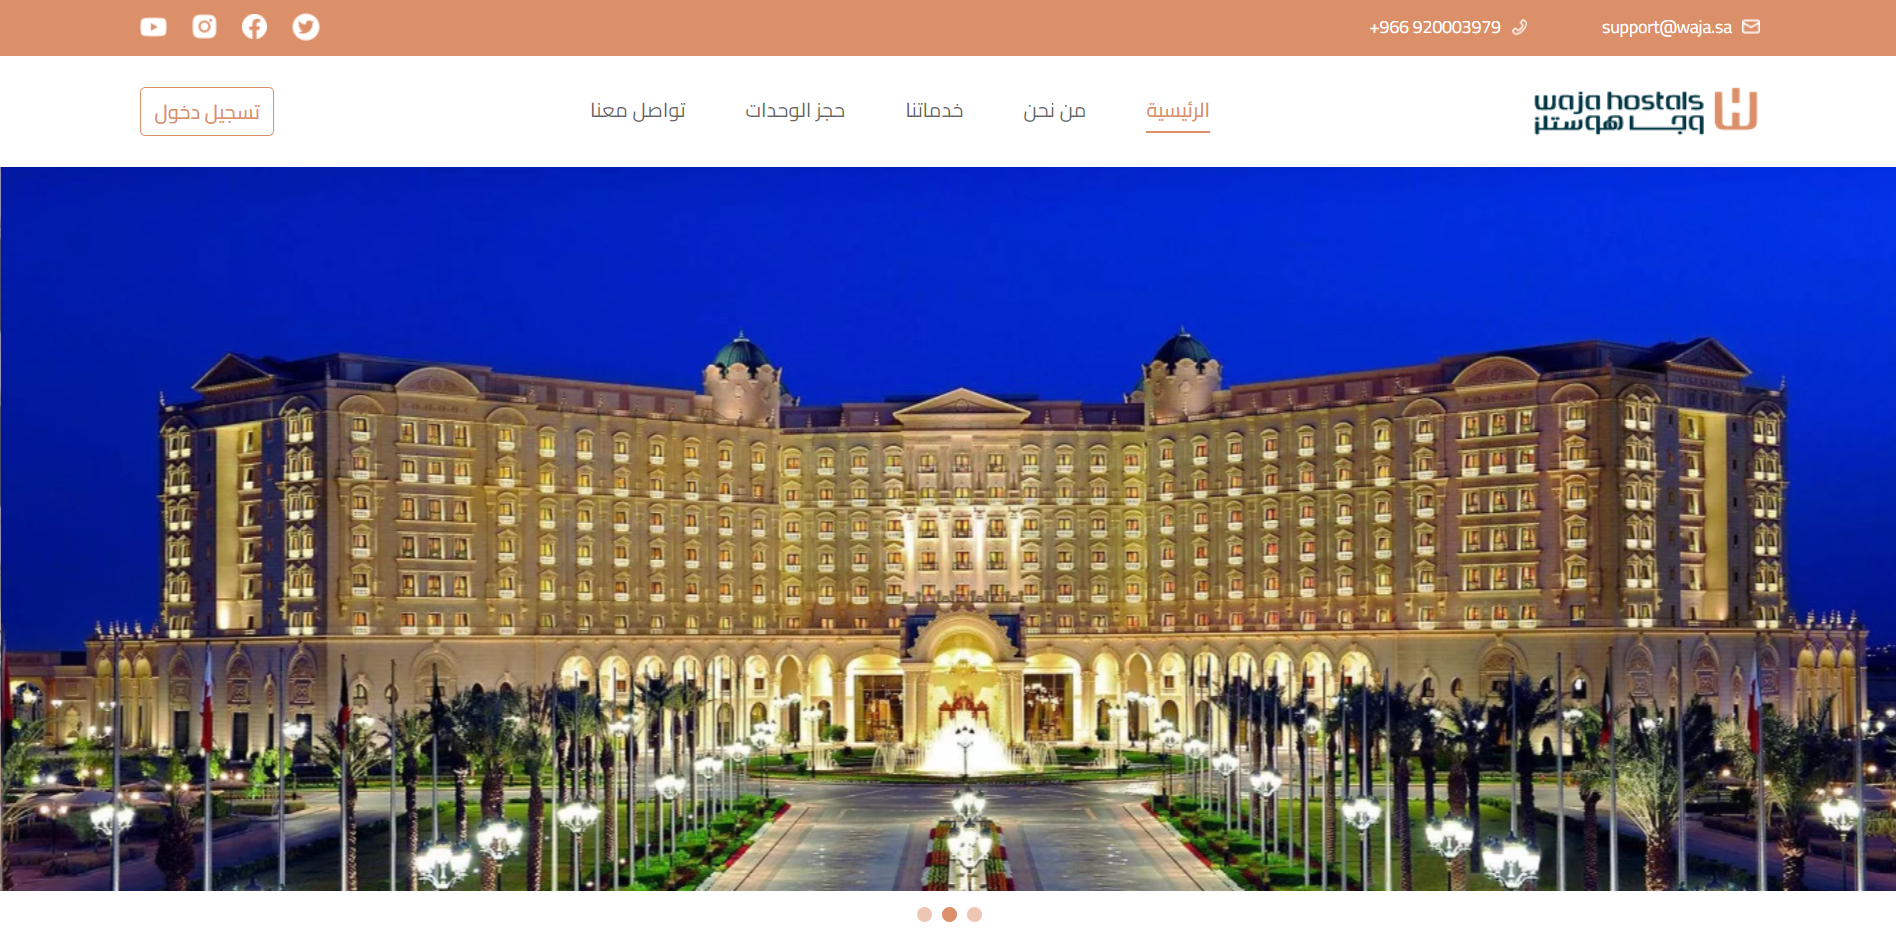 support@waja.sa
+966 920003979
waja hostals
وجا هوستلز
الرئيسية
من نحن
خدماتنا
حجز الوحدات
تواصل معنا
تسجيل دخول